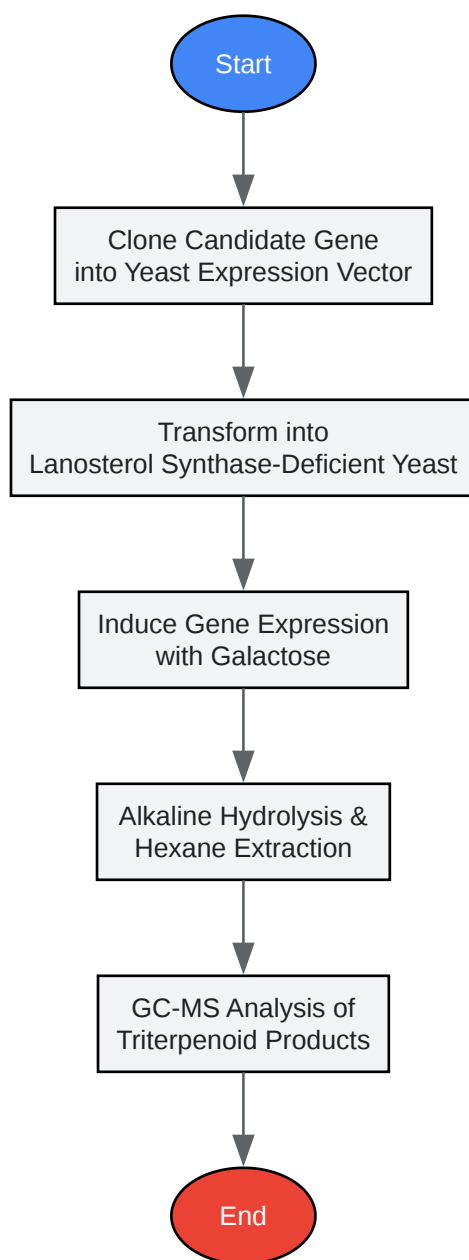 Start
Clone Candidate Gene
into Yeast Expression Vector
Transform into
Lanosterol Synthase-Deficient Yeast
Induce Gene Expression
with Galactose
Alkaline Hydrolysis &
Hexane Extraction
GC-MS Analysis of
Triterpenoid Products
End